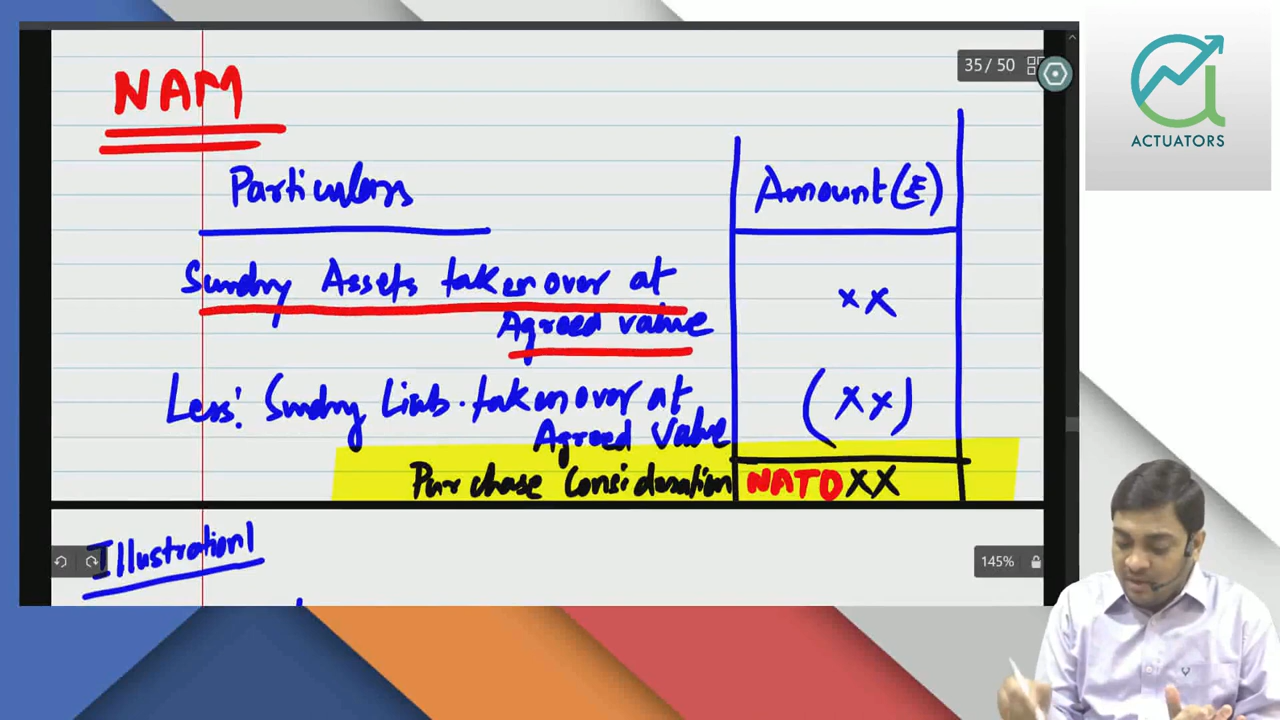 NAM
35 / 50
ACTUATORS
Particulars
Amount (₹)
Sundry Assets taken over at
Agreed value
xx
Less: Sundry Liab. taken over at
Agreed Value
(xx)
Purchase Consideration
NATO XX
Illustration 1
145%